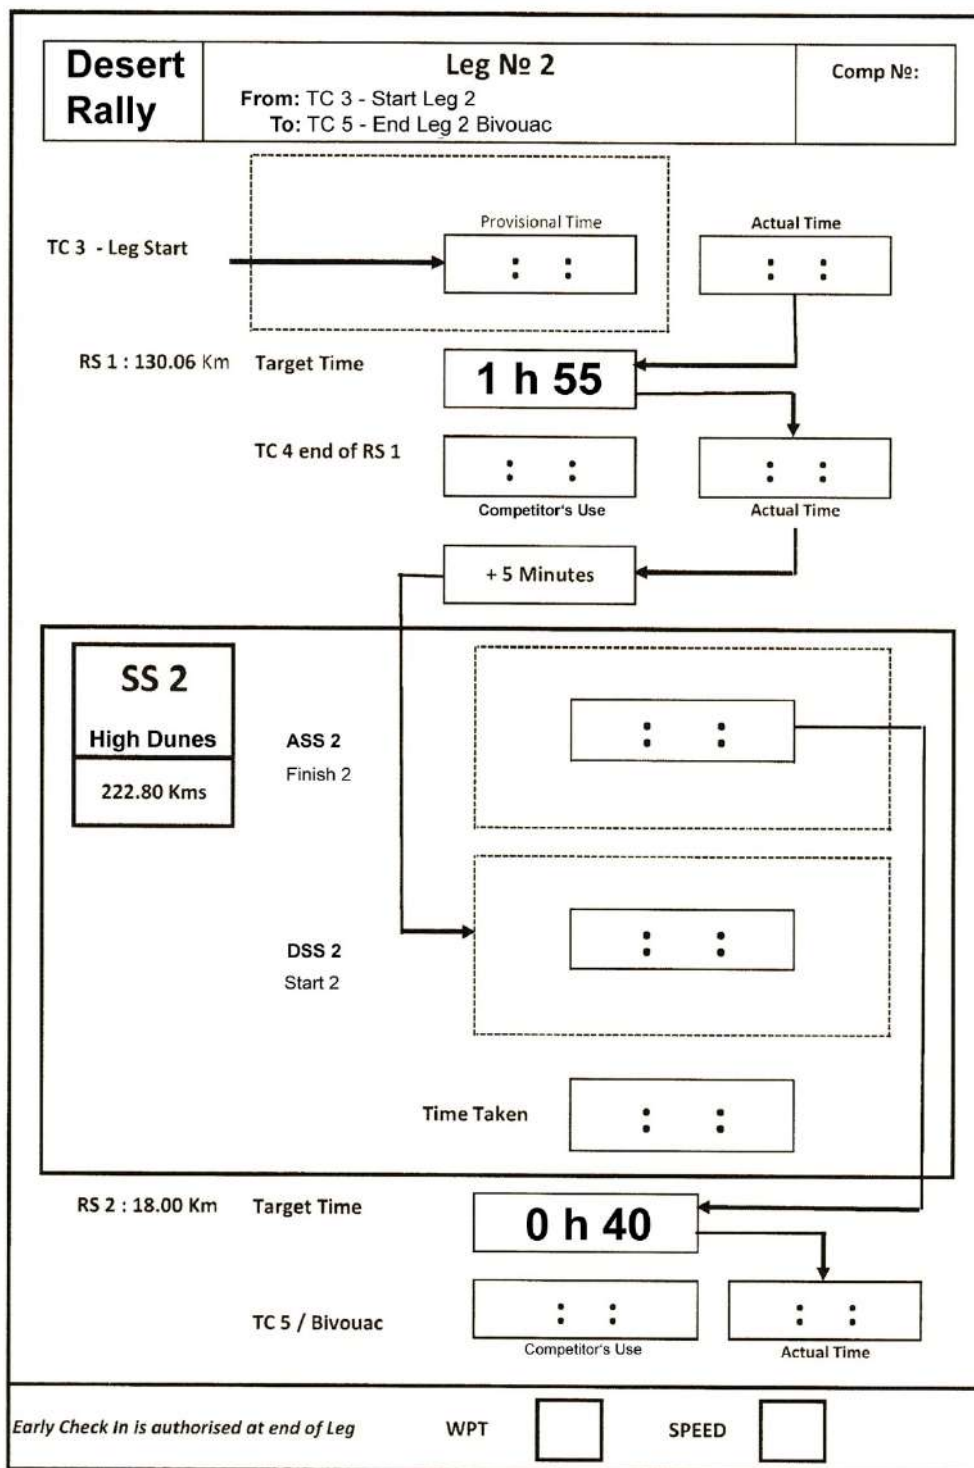 Desert
Rally
Leg № 2
From: TC 3 - Start Leg 2
To: TC 5 - End Leg 2 Bivouac
Comp №:
Provisional Time
Actual Time
TC 3 - Leg Start
: :
: :
RS 1 : 130.06 Km
Target Time
1 h 55
TC 4 end of RS 1
: :
: :
Competitor's Use
Actual Time
+ 5 Minutes
SS 2
High Dunes
222.80 Kms
ASS 2
Finish 2
: :
DSS 2
Start 2
: :
Time Taken
: :
RS 2 : 18.00 Km
Target Time
0 h 40
TC 5 / Bivouac
: :
: :
Competitor's Use
Actual Time
Early Check In is authorised at end of Leg
WPT
SPEED